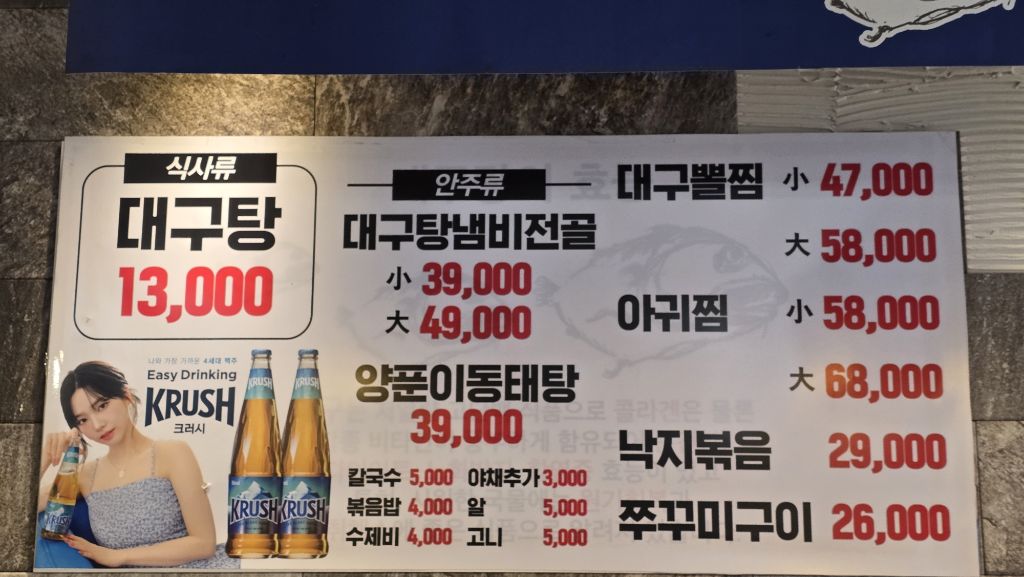 식사류
대구탕
13,000
나와 가장 가까운 4세대 맥주
Easy Drinking
KRUSH
크러시
KRUSH
KRUSH
KRUSH
KRUSH
KRUSH
안주류
대구탕냄비전골
小 39,000
大 49,000
양푼이동태탕
39,000
칼국수 5,000 야채추가 3,000
볶음밥 4,000 알 5,000
수제비 4,000 고니 5,000
대구뽈찜 小 47,000
大 58,000
아귀찜 小 58,000
大 68,000
낙지볶음 29,000
쭈꾸미구이 26,000